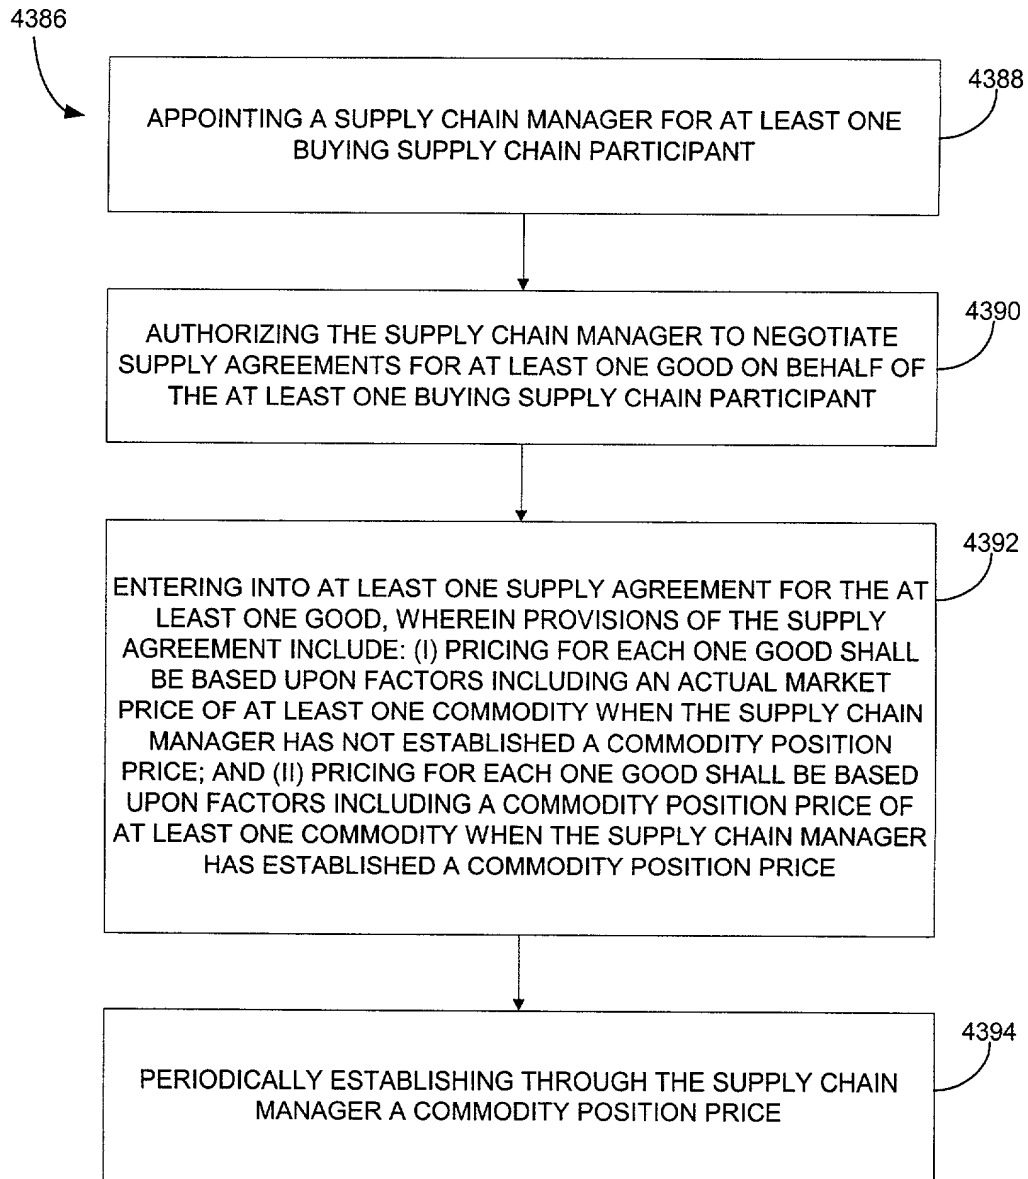 4386
4388
APPOINTING A SUPPLY CHAIN MANAGER FOR AT LEAST ONE
BUYING SUPPLY CHAIN PARTICIPANT
4390
AUTHORIZING THE SUPPLY CHAIN MANAGER TO NEGOTIATE
SUPPLY AGREEMENTS FOR AT LEAST ONE GOOD ON BEHALF OF
THE AT LEAST ONE BUYING SUPPLY CHAIN PARTICIPANT
4392
ENTERING INTO AT LEAST ONE SUPPLY AGREEMENT FOR THE AT
LEAST ONE GOOD, WHEREIN PROVISIONS OF THE SUPPLY
AGREEMENT INCLUDE: (I) PRICING FOR EACH ONE GOOD SHALL
BE BASED UPON FACTORS INCLUDING AN ACTUAL MARKET
PRICE OF AT LEAST ONE COMMODITY WHEN THE SUPPLY CHAIN
MANAGER HAS NOT ESTABLISHED A COMMODITY POSITION
PRICE; AND (II) PRICING FOR EACH ONE GOOD SHALL BE BASED
UPON FACTORS INCLUDING A COMMODITY POSITION PRICE OF
AT LEAST ONE COMMODITY WHEN THE SUPPLY CHAIN MANAGER
HAS ESTABLISHED A COMMODITY POSITION PRICE
4394
PERIODICALLY ESTABLISHING THROUGH THE SUPPLY CHAIN
MANAGER A COMMODITY POSITION PRICE